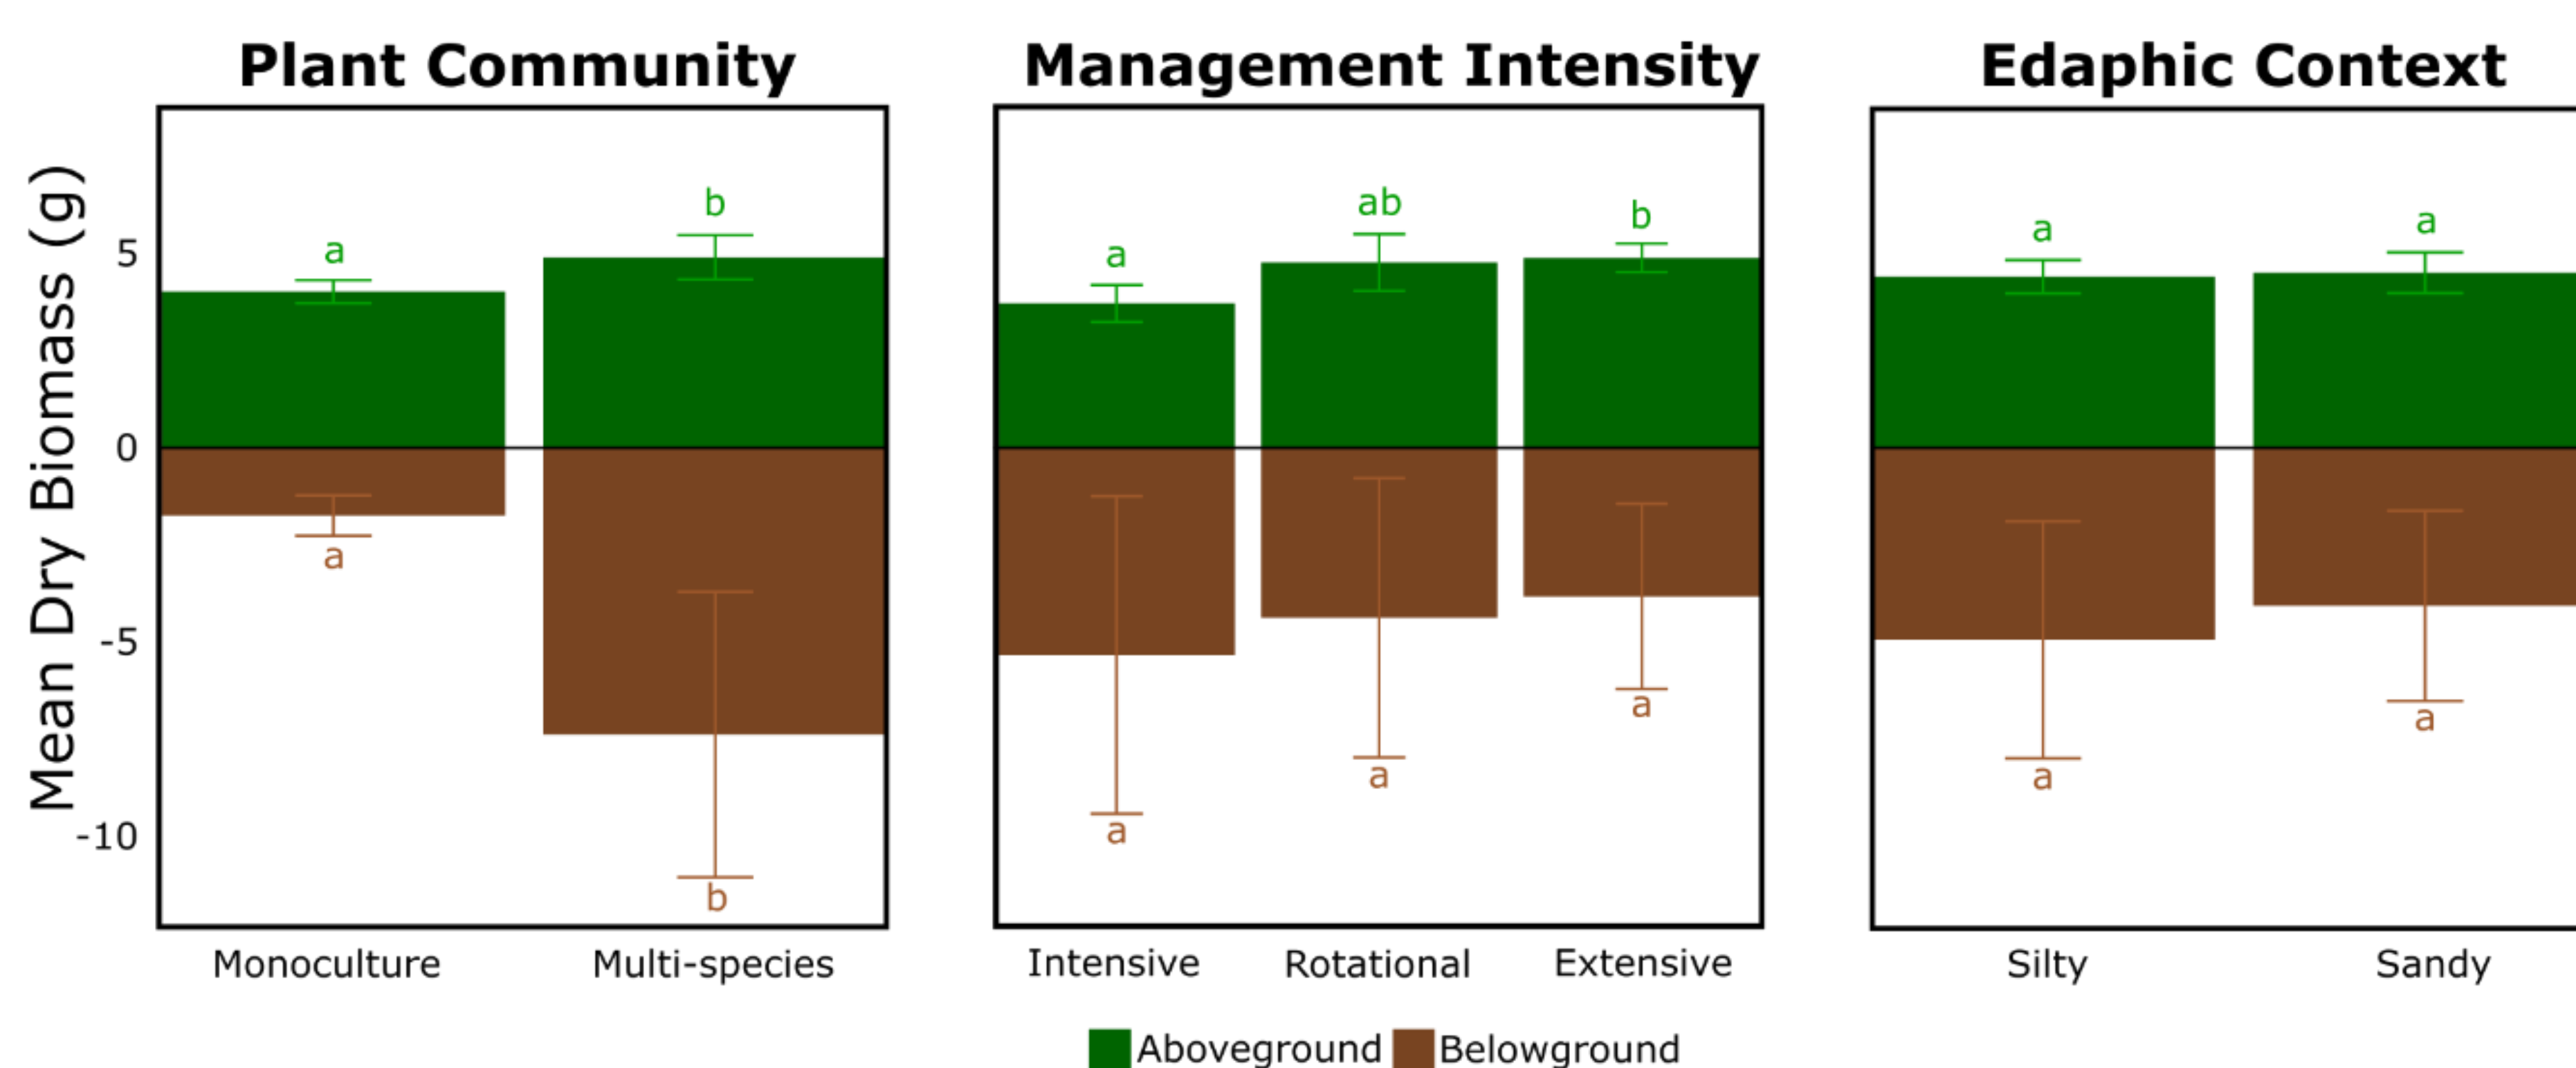 Plant Community
Management Intensity
Edaphic Context
Mean Dry Biomass (g)
5
0
-5
-10
a
b
a
b
a
ab
b
a
a
a
a
a
a
a
Monoculture
Multi-species
Intensive
Rotational
Extensive
Silty
Sandy
Aboveground
Belowground